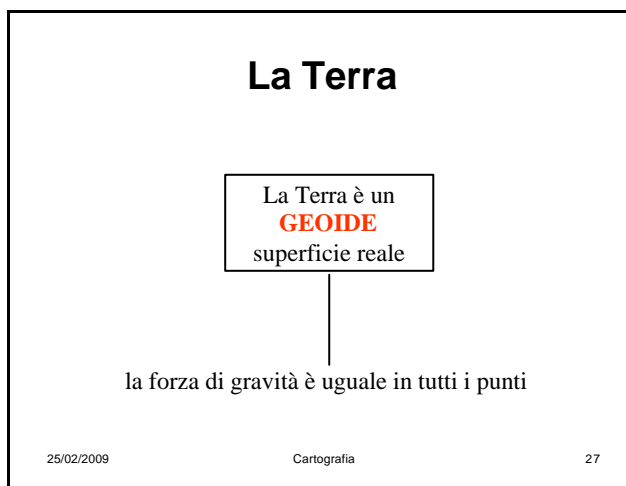 La Terra
La Terra è un
GEOIDE
superficie reale
la forza di gravità è uguale in tutti i punti
25/02/2009 Cartografia 27